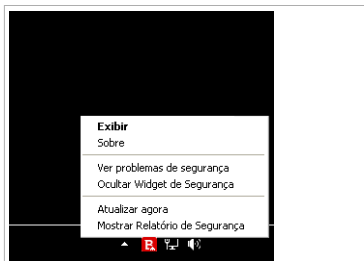 Exibir
Sobre
Ver problemas de segurança
Ocultar Widget de Segurança
Atualizar agora
Mostrar Relatório de Segurança